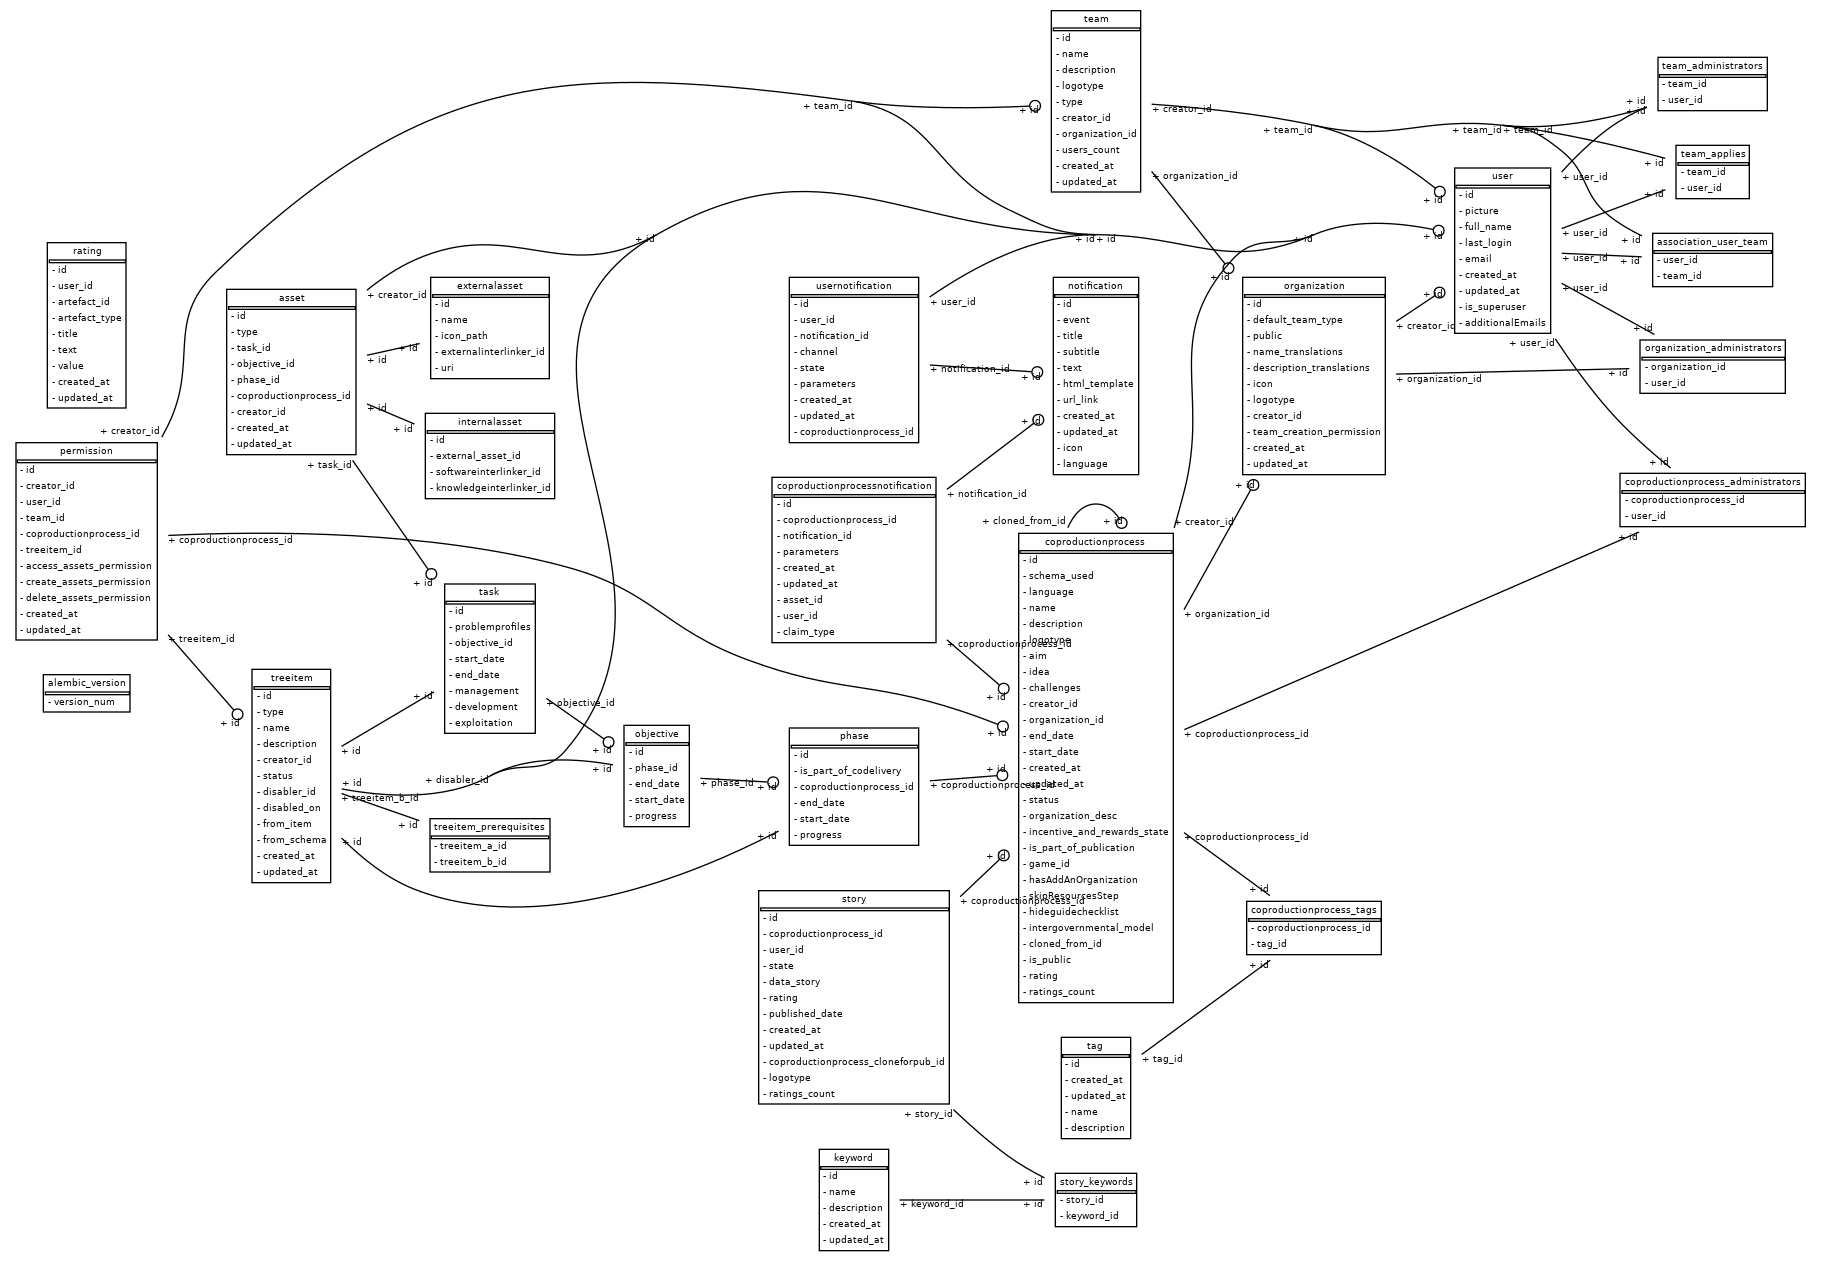 team
- id
- name
- description
- logotype
- type
- creator_id
- organization_id
- users_count
- created_at
- updated_at
team_administrators
- team_id
- user_id
+ team_id
+ id
+ creator_id
+ team_id
+ team_id
+ team_id
+ id
+ id
team_applies
- team_id
- user_id
+ id
+ id
+ organization_id
user
- id
- picture
- full_name
- last_login
- email
- created_at
- updated_at
- is_superuser
- additionalEmails
+ id
+ id
+ id
+ user_id
+ user_id
+ user_id
+ user_id
+ user_id
association_user_team
- user_id
- team_id
+ id
+ id
+ id
+ id
+ id
+ id
+ id
rating
- id
- user_id
- artefact_id
- artefact_type
- title
- text
- value
- created_at
- updated_at
asset
- id
- type
- task_id
- objective_id
- phase_id
- coproductionprocess_id
- creator_id
- created_at
- updated_at
+ creator_id
+ id
+ id
+ id
+ id
+ task_id
externalasset
- id
- name
- icon_path
- externalinterlinker_id
- uri
internalasset
- id
- external_asset_id
- softwareinterlinker_id
- knowledgeinterlinker_id
usernotification
- id
- user_id
- notification_id
- channel
- state
- parameters
- created_at
- updated_at
- coproductionprocess_id
+ user_id
+ notification_id
+ id
+ id
+ notification_id
notification
- id
- event
- title
- subtitle
- text
- html_template
- url_link
- created_at
- updated_at
- icon
- language
organization
- id
- default_team_type
- public
- name_translations
- description_translations
- icon
- logotype
- creator_id
- team_creation_permission
- created_at
- updated_at
+ id
+ creator_id
+ organization_id
+ id
+ id
+ id
organization_administrators
- organization_id
- user_id
+ id
coproductionprocess_administrators
- coproductionprocess_id
- user_id
+ id
+ creator_id
permission
- id
- creator_id
- user_id
- team_id
- coproductionprocess_id
- treeitem_id
- access_assets_permission
- create_assets_permission
- delete_assets_permission
- created_at
- updated_at
+ coproductionprocess_id
+ treeitem_id
+ id
coproductionprocessnotification
- id
- coproductionprocess_id
- notification_id
- parameters
- created_at
- updated_at
- asset_id
- user_id
- claim_type
+ coproductionprocess_id
+ cloned_from_id
+ id
+ creator_id
+ organization_id
coproductionprocess
- id
- schema_used
- language
- name
- description
- logotype
- aim
- idea
- challenges
- creator_id
- organization_id
- end_date
- start_date
- created_at
- updated_at
- status
- organization_desc
- incentive_and_rewards_state
- is_part_of_publication
- game_id
- hasAddAnOrganization
- skipResourcesStep
- hideguidechecklist
- intergovernmental_model
- cloned_from_id
- is_public
- rating
- ratings_count
+ id
+ id
+ id
+ id
+ coproductionprocess_id
+ coproductionprocess_id
+ id
task
- id
- problemprofiles
- objective_id
- start_date
- end_date
- management
- development
- exploitation
+ id
+ objective_id
+ id
alembic_version
- version_num
treeitem
- id
- type
- name
- description
- creator_id
- status
- disabler_id
- disabled_on
- from_item
- from_schema
- created_at
- updated_at
+ id
+ id
+ treeitem_b_id
+ id
+ disabler_id
+ id
+ id
treeitem_prerequisites
- treeitem_a_id
- treeitem_b_id
objective
- id
- phase_id
- end_date
- start_date
- progress
+ phase_id
+ id
+ id
phase
- id
- is_part_of_codelivery
- coproductionprocess_id
- end_date
- start_date
- progress
+ coproductionprocess_id
story
- id
- coproductionprocess_id
- user_id
- state
- data_story
- rating
- published_date
- created_at
- updated_at
- coproductionprocess_cloneforpub_id
- logotype
- ratings_count
+ coproductionprocess_id
+ story_id
+ id
coproductionprocess_tags
- coproductionprocess_id
- tag_id
+ id
tag
- id
- created_at
- updated_at
- name
- description
+ tag_id
keyword
- id
- name
- description
- created_at
- updated_at
+ keyword_id
+ id
+ id
story_keywords
- story_id
- keyword_id